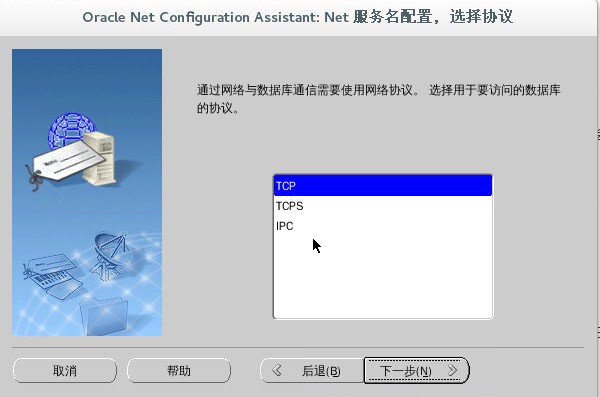 Oracle Net Configuration Assistant: Net 服务名配置，选择协议
通过网络与数据库通信需要使用网络协议。 选择用于要访问的数据库
的协议。
TCP
TCPS
IPC
取消
帮助
后退(B)
下一步(N)